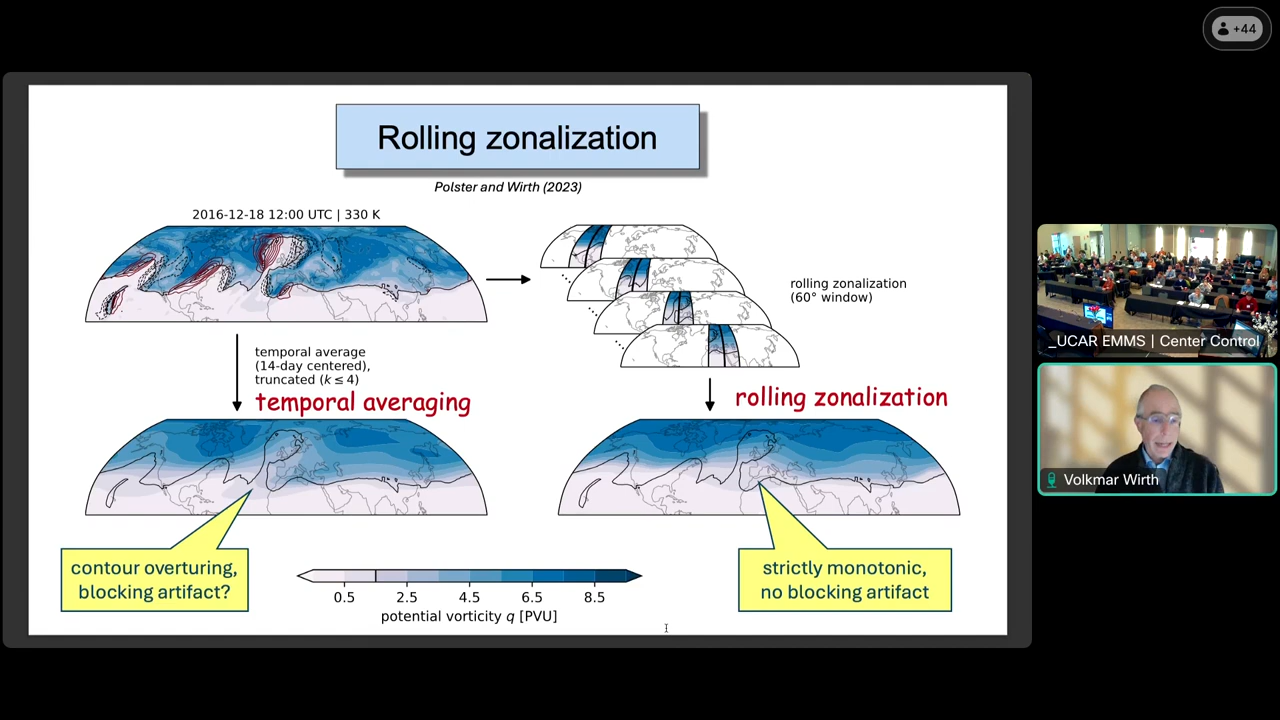 +44
Rolling zonalization
Polster and Wirth (2023)
2016-12-18 12:00 UTC | 330 K
rolling zonalization
(60° window)
temporal average
(14-day centered),
truncated (k ≤ 4)
temporal averaging
rolling zonalization
contour overturing,
blocking artifact?
strictly monotonic,
no blocking artifact
0.5 2.5 4.5 6.5 8.5
potential vorticity q [PVU]
_UCAR EMMS | Center Control
Volkmar Wirth